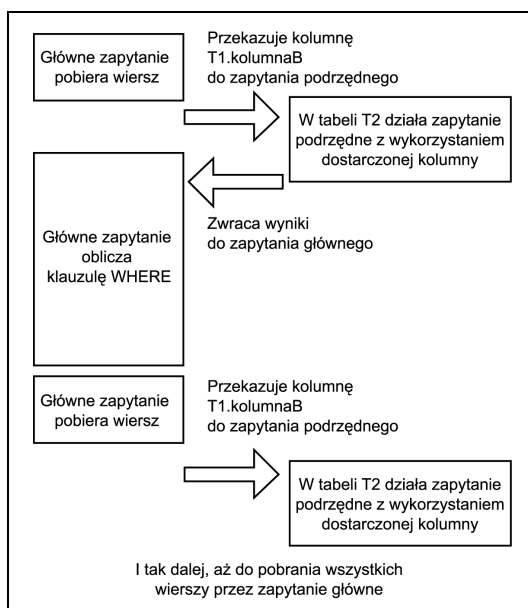 Główne zapytanie
pobiera wiersz
Przekazuje kolumnę
T1.kolumnaB
do zapytania podrzędnego
W tabeli T2 działa zapytanie
podrzędne z wykorzystaniem
dostarczonej kolumny
Zwraca wyniki
do zapytania głównego
Główne zapytanie
oblicza
klauzulę WHERE
Główne zapytanie
pobiera wiersz
Przekazuje kolumnę
T1.kolumnaB
do zapytania podrzędnego
W tabeli T2 działa zapytanie
podrzędne z wykorzystaniem
dostarczonej kolumny
I tak dalej, aż do pobrania wszystkich
wierszy przez zapytanie główne